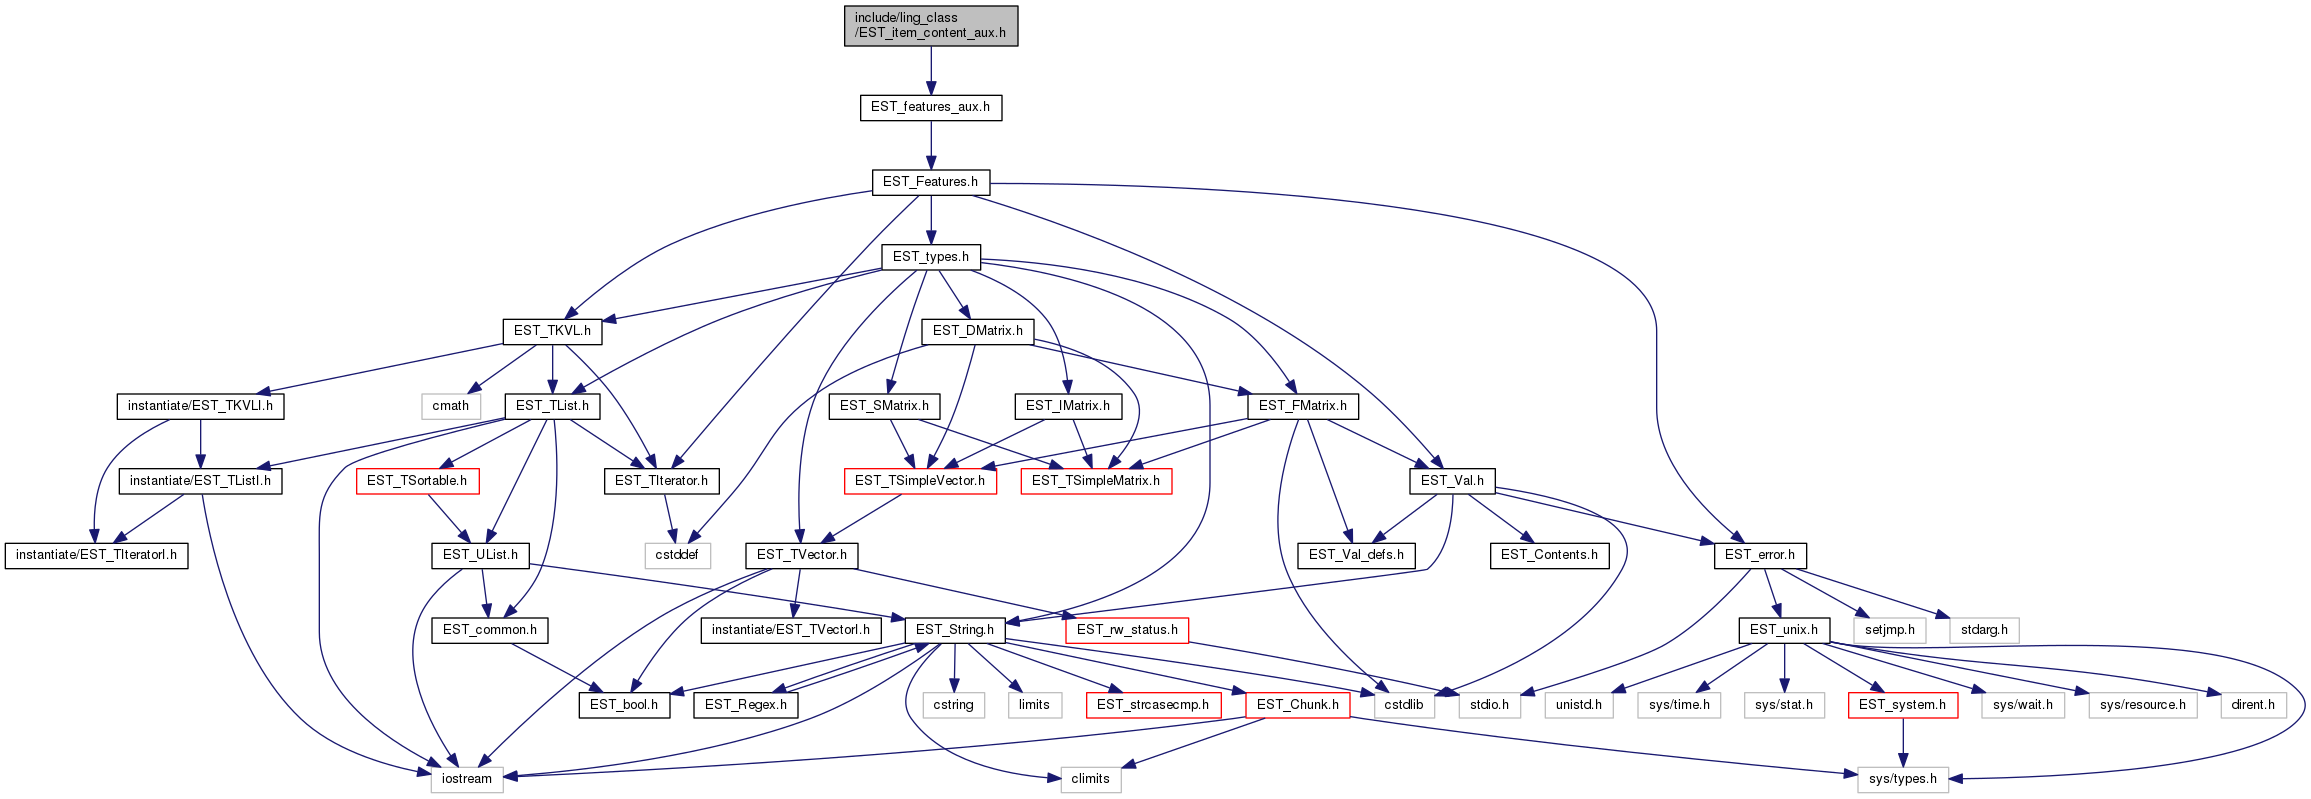 include/ling_class
/EST_item_content_aux.h
EST_features_aux.h
EST_Features.h
EST_types.h
EST_TKVL.h
EST_DMatrix.h
instantiate/EST_TKVLI.h
cmath
EST_TList.h
EST_SMatrix.h
EST_IMatrix.h
EST_FMatrix.h
instantiate/EST_TListI.h
EST_TSortable.h
EST_TIterator.h
EST_TSimpleVector.h
EST_TSimpleMatrix.h
EST_Val.h
instantiate/EST_TIteratorI.h
EST_UList.h
cstddef
EST_TVector.h
EST_Val_defs.h
EST_Contents.h
EST_error.h
EST_common.h
instantiate/EST_TVectorI.h
EST_String.h
EST_rw_status.h
EST_unix.h
setjmp.h
stdarg.h
EST_bool.h
EST_Regex.h
cstring
limits
EST_strcasecmp.h
EST_Chunk.h
cstdlib
stdio.h
unistd.h
sys/time.h
sys/stat.h
EST_system.h
sys/wait.h
sys/resource.h
dirent.h
iostream
climits
sys/types.h